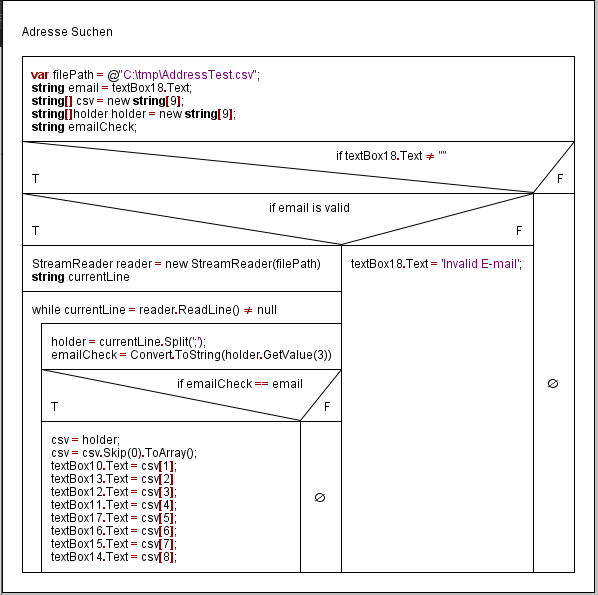 Adresse Suchen
var filePath = @"C:\tmp\AddressTest.csv";
string email = textBox18.Text;
string[] csv = new string[9];
string[]holder holder = new string[9];
string emailCheck;
if textBox18.Text ≠ ""
T
F
if email is valid
T
F
StreamReader reader = new StreamReader(filePath)
string currentLine
textBox18.Text = 'Invalid E-mail';
while currentLine = reader.ReadLine() ≠ null
holder = currentLine.Split(';');
emailCheck = Convert.ToString(holder.GetValue(3))
if emailCheck == email
T
F
∅
csv = holder;
csv = csv.Skip(0).ToArray();
textBox10.Text = csv[1];
textBox13.Text = csv[2]
textBox12.Text = csv[3];
textBox11.Text = csv[4];
textBox17.Text = csv[5];
textBox16.Text = csv[6];
textBox15.Text = csv[7];
textBox14.Text = csv[8];
∅